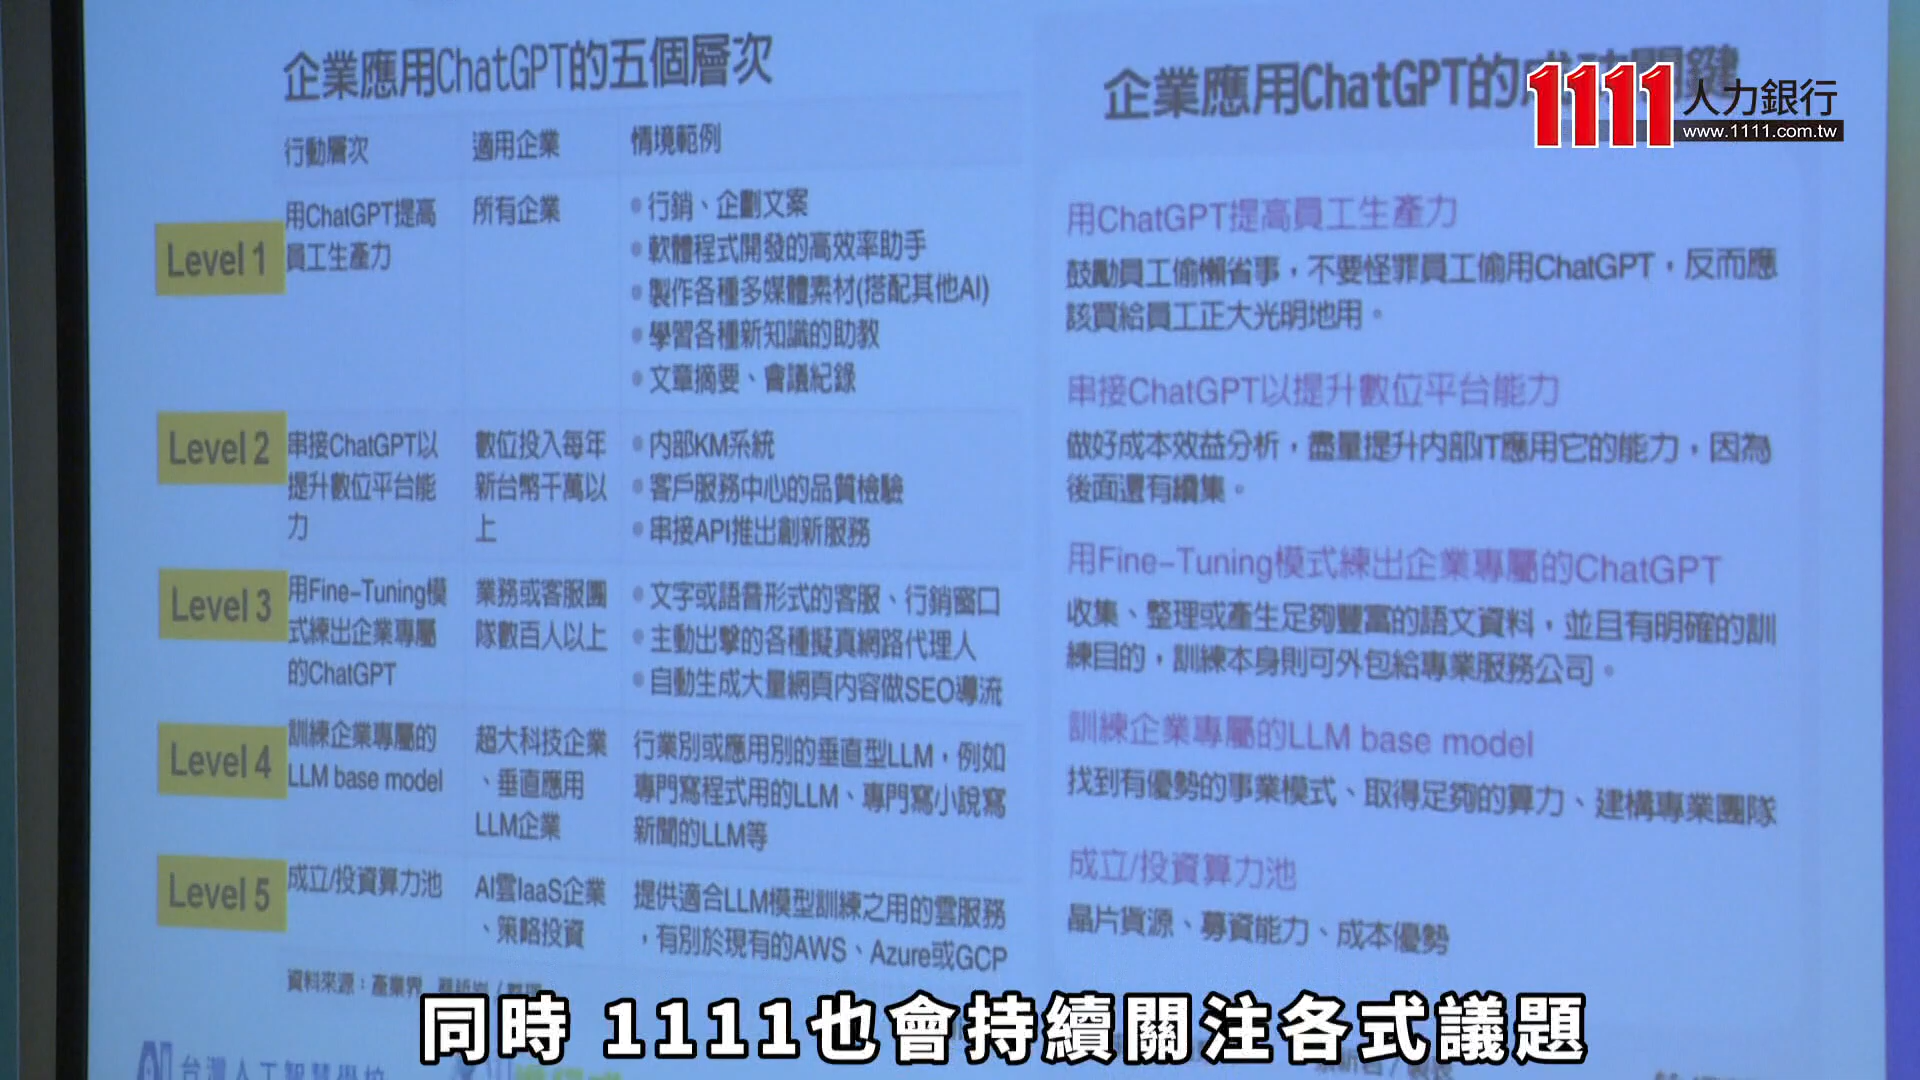 企業應用ChatGPT的五個層次
行動層次
適用企業
情境範例
Level 1
用ChatGPT提高
員工生產力
所有企業
行銷、企劃文案
軟體程式開發的高效率助手
製作各種多媒體素材(搭配其他AI)
學習各種新知識的助教
文章摘要、會議紀錄
Level 2
串接ChatGPT以
提升數位平台能
力
數位投入每年
新台幣千萬以
上
內部KM系統
客戶服務中心的品質檢驗
串接API推出創新服務
Level 3
用Fine-Tuning模
式練出企業專屬
的ChatGPT
業務或客服團
隊數百人以上
文字或語音形式的客服、行銷窗口
主動出擊的各種擬真網路代理人
自動生成大量網頁內容做SEO導流
Level 4
訓練企業專屬的
LLM base model
超大科技企業
、垂直應用
LLM企業
行業別或應用別的垂直型LLM，例如
專門寫程式用的LLM、專門寫小說寫
新聞的LLM等
Level 5
成立/投資算力池
AI雲IaaS企業
、策略投資
提供適合LLM模型訓練之用的雲服務
，有別於現有的AWS、Azure或GCP
資料來源：產業界
企業應用ChatGPT的
鍵
用ChatGPT提高員工生產力
鼓勵員工偷懶省事，不要怪罪員工偷用ChatGPT，反而應
該買給員工正大光明地用。
串接ChatGPT以提升數位平台能力
做好成本效益分析，盡量提升內部IT應用它的能力，因為
後面還有續集。
用Fine-Tuning模式練出企業專屬的ChatGPT
收集、整理或產生足夠豐富的語文資料，並且有明確的訓
練目的，訓練本身則可外包給專業服務公司。
訓練企業專屬的LLM base model
找到有優勢的事業模式、取得足夠的算力、建構專業團隊
成立/投資算力池
晶片貨源、募資能力、成本優勢
1111人力銀行
www.1111.com.tw
同時 1111也會持續關注各式議題
台灣人工智慧學校